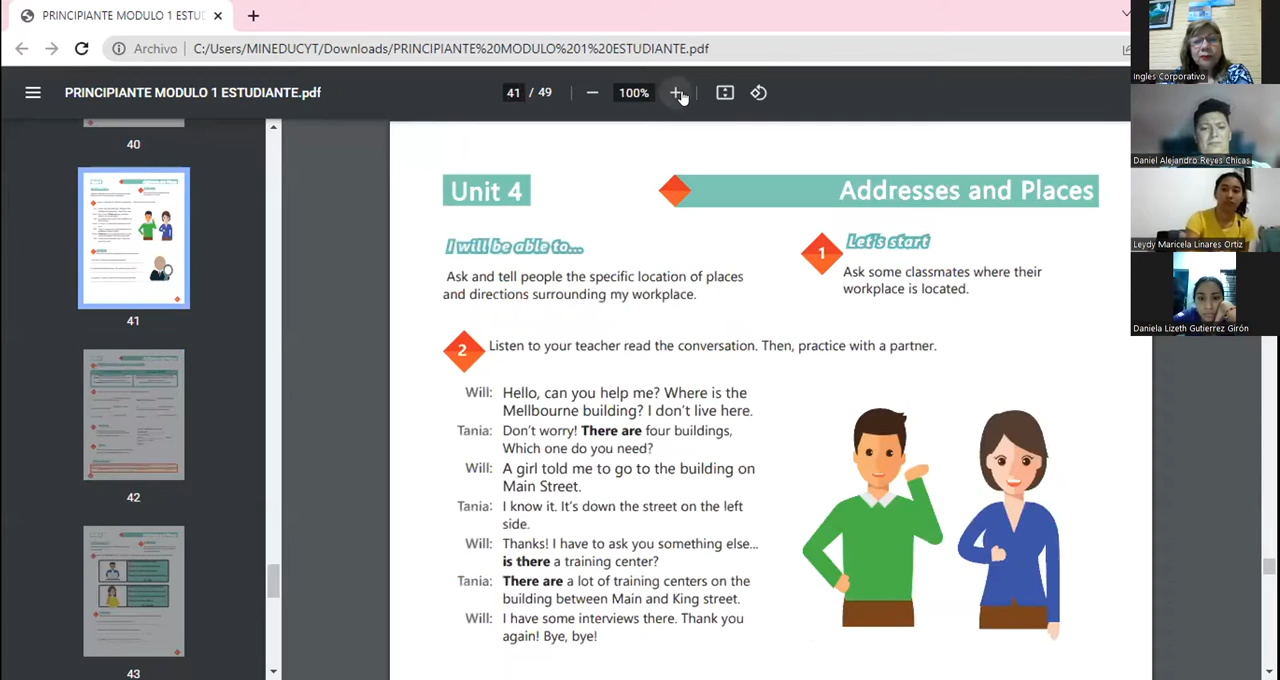 PRINCIPIANTE MODULO 1 ESTU
Archivo
C:/Users/MINEDUCYT/Downloads/PRINCIPIANTE%20MODULO%201%20ESTUDIANTE.pdf
PRINCIPIANTE MODULO 1 ESTUDIANTE.pdf
41 / 49
100%
40
41
42
43
Unit 4
Addresses and Places
I will be able to...
Ask and tell people the specific location of places
and directions surrounding my workplace.
1
Let's start
Ask some classmates where their
workplace is located.
2
Listen to your teacher read the conversation. Then, practice with a partner.
Will: Hello, can you help me? Where is the
Mellbourne building? I don't live here.
Tania: Don't worry! There are four buildings,
Which one do you need?
Will: A girl told me to go to the building on
Main Street.
Tania: I know it. It's down the street on the left
side.
Will: Thanks! I have to ask you something else...
is there a training center?
Tania: There are a lot of training centers on the
building between Main and King street.
Will: I have some interviews there. Thank you
again! Bye, bye!
Ingles Corporativo
Daniel Alejandro Reyes Chicas
Leydy Maricela Linares Ortiz
Daniela Lizeth Gutierrez Girón